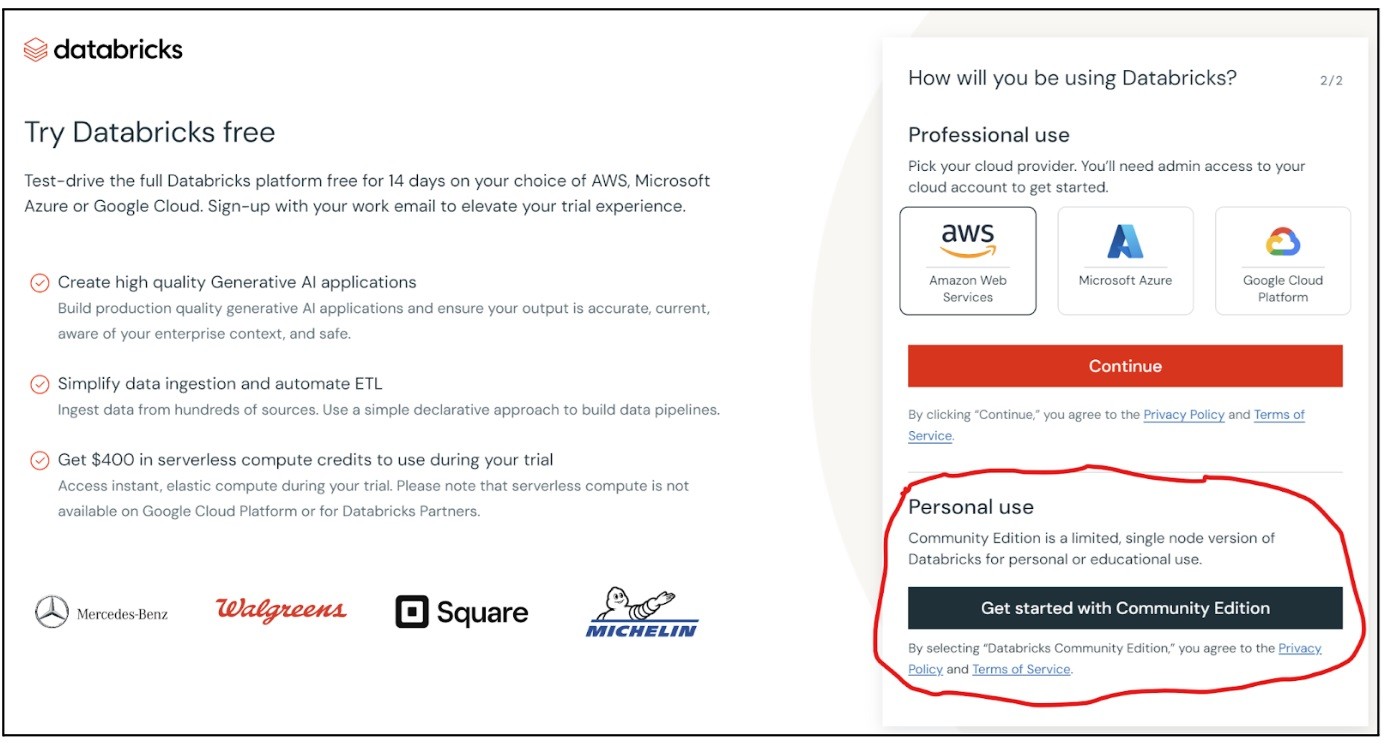 databricks
Try Databricks free
Test-drive the full Databricks platform free for 14 days on your choice of AWS, Microsoft
Azure or Google Cloud. Sign-up with your work email to elevate your trial experience.
Create high quality Generative AI applications
Build production quality generative AI applications and ensure your output is accurate, current,
aware of your enterprise context, and safe.
Simplify data ingestion and automate ETL
Ingest data from hundreds of sources. Use a simple declarative approach to build data pipelines.
Get $400 in serverless compute credits to use during your trial
Access instant, elastic compute during your trial. Please note that serverless compute is not
available on Google Cloud Platform or for Databricks Partners.
Mercedes-Benz
Walgreens
Square
MICHELIN
How will you be using Databricks?
2/2
Professional use
Pick your cloud provider. You'll need admin access to your
cloud account to get started.
aws
Amazon Web
Services
Microsoft Azure
Google Cloud
Platform
Continue
By clicking “Continue,” you agree to the Privacy Policy and Terms of
Service.
Personal use
Community Edition is a limited, single node version of
Databricks for personal or educational use.
Get started with Community Edition
By selecting “Databricks Community Edition,” you agree to the Privacy
Policy and Terms of Service.